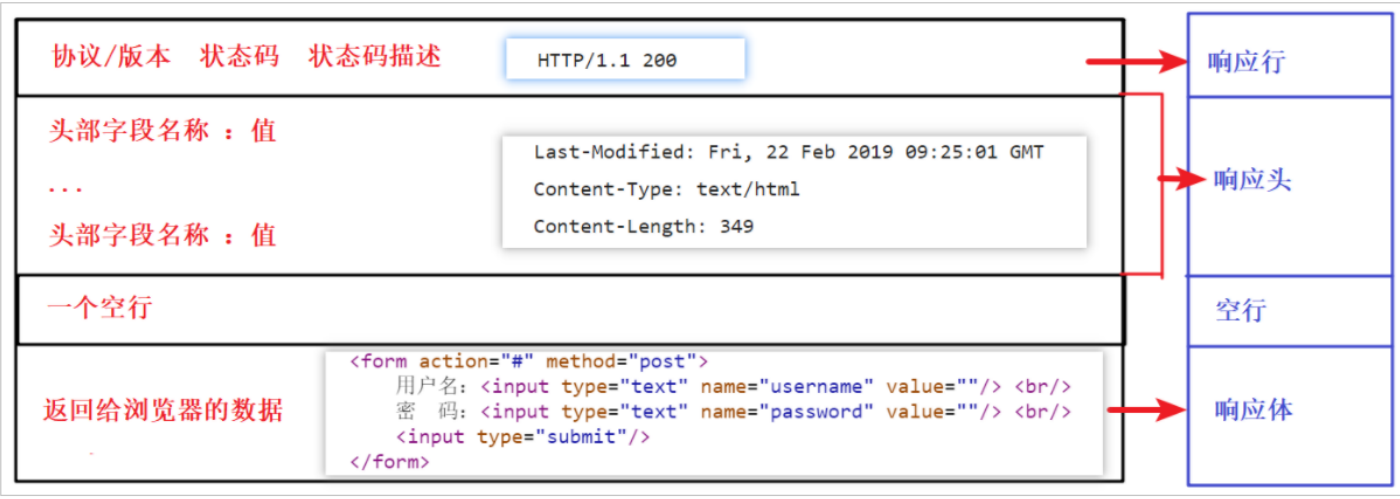 协议/版本 状态码 状态码描述 HTTP/1.1 200 响应行
头部字段名称 : 值
...
头部字段名称 : 值
Last-Modified: Fri, 22 Feb 2019 09:25:01 GMT
Content-Type: text/html
Content-Length: 349
响应头
一个空行 空行
返回给浏览器的数据
<form action="#" method="post">
用户名: <input type="text" name="username" value=""/> <br/>
密 码: <input type="text" name="password" value=""/> <br/>
<input type="submit"/>
</form>
响应体